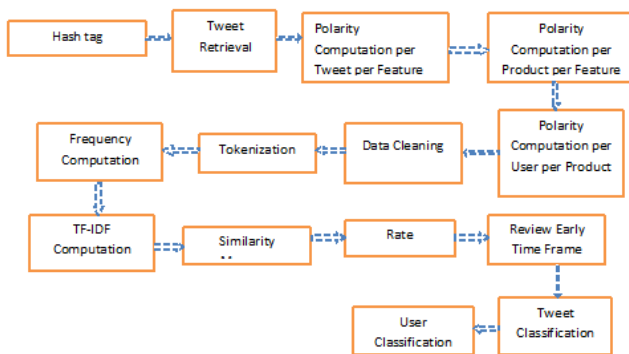 Hash tag
Tweet
Retrieval
Polarity
Computation per
Tweet per Feature
Polarity
Computation per
Product per Feature
Polarity
Computation per
User per Product
Data Cleaning
Tokenization
Frequency
Computation
TF-IDF
Computation
Similarity
Rate
Review Early
Time Frame
Tweet
Classification
User
Classification